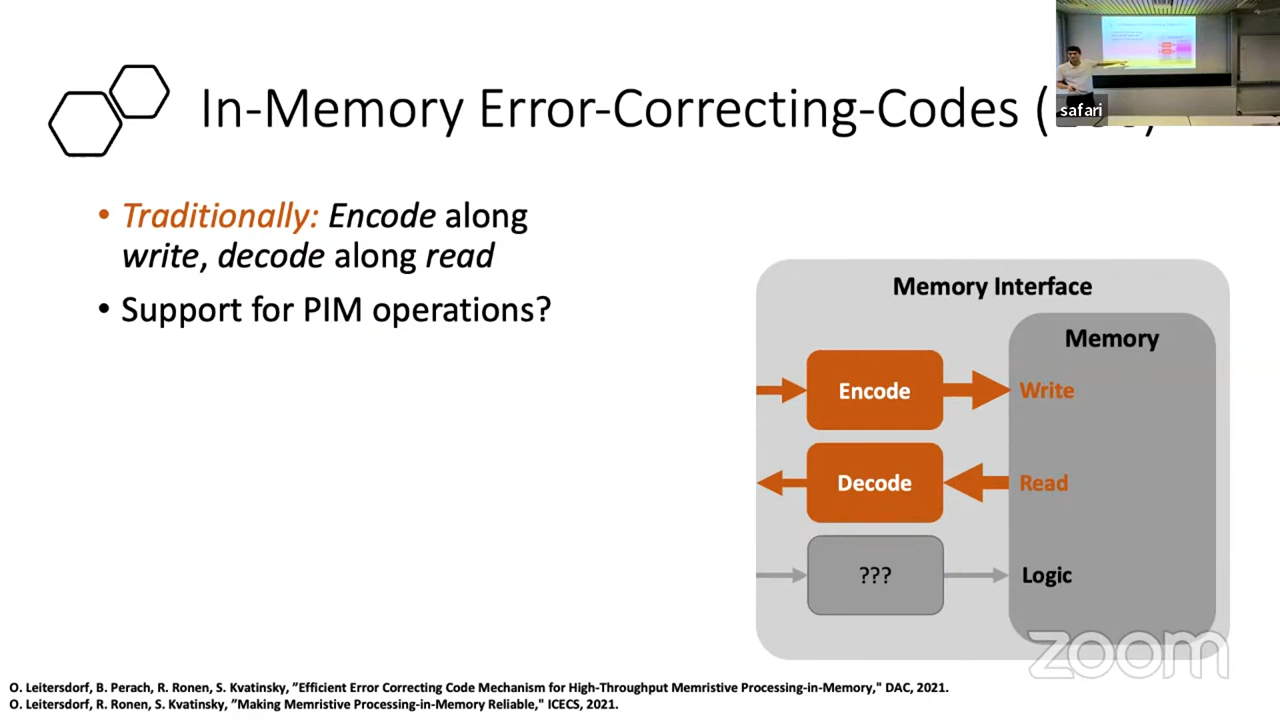 In-Memory Error-Correcting-Codes (
safari
• Traditionally: Encode along
write, decode along read
• Support for PIM operations?
Memory Interface
Memory
Encode
Write
Decode
Read
???
Logic
zoom
O. Leitersdorf, B. Perach, R. Ronen, S. Kvatinsky, ”Efficient Error Correcting Code Mechanism for High-Throughput Memristive Processing-in-Memory," DAC, 2021.
O. Leitersdorf, R. Ronen, S. Kvatinsky, ”Making Memristive Processing-in-Memory Reliable," ICECS, 2021.